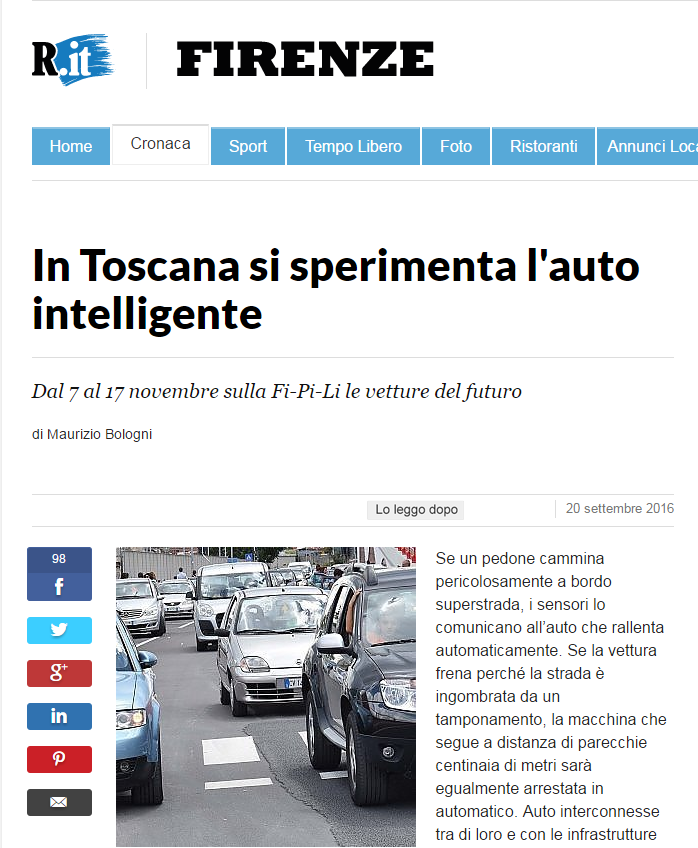 R.it FIRENZE
Home Cronaca Sport Tempo Libero Foto Ristoranti Annunci Loca
In Toscana si sperimenta l'auto
intelligente
Dal 7 al 17 novembre sulla Fi-Pi-Li le vetture del futuro
di Maurizio Bologni
Lo leggo dopo 20 settembre 2016
98
Se un pedone cammina
pericolosamente a bordo
superstrada, i sensori lo
comunicano all'auto che rallenta
automaticamente. Se la vettura
frena perché la strada è
ingombrata da un
tamponamento, la macchina che
segue a distanza di parecchie
centinaia di metri sarà
egualmente arrestata in
automatico. Auto interconnesse
tra di loro e con le infrastrutture